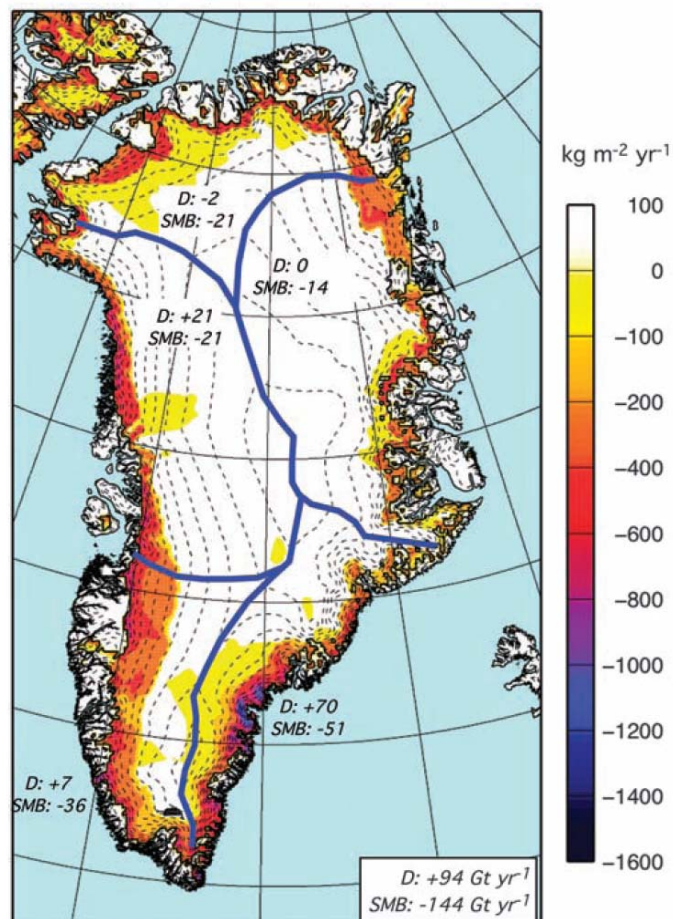 kg m⁻² yr⁻¹
100
0
−100
−200
−400
−600
−800
−1000
−1200
−1400
−1600
D: -2
SMB: -21
D: 0
SMB: -14
D: +21
SMB: -21
D: +70
SMB: -51
D: +7
SMB: -36
D: +94 Gt yr⁻¹
SMB: -144 Gt yr⁻¹